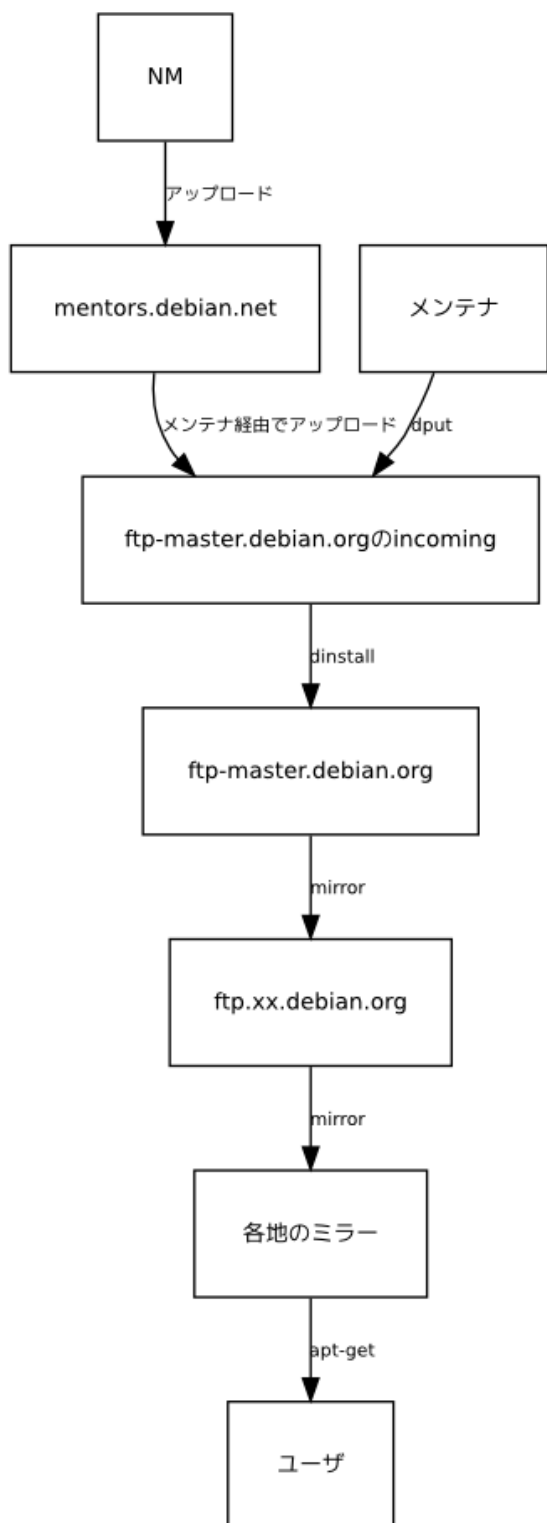 NM
アップロード
mentors.debian.net
メンテナ
メンテナ経由でアップロード
dput
ftp-master.debian.orgのincoming
dinstall
ftp-master.debian.org
mirror
ftp.xx.debian.org
mirror
各地のミラー
apt-get
ユーザ